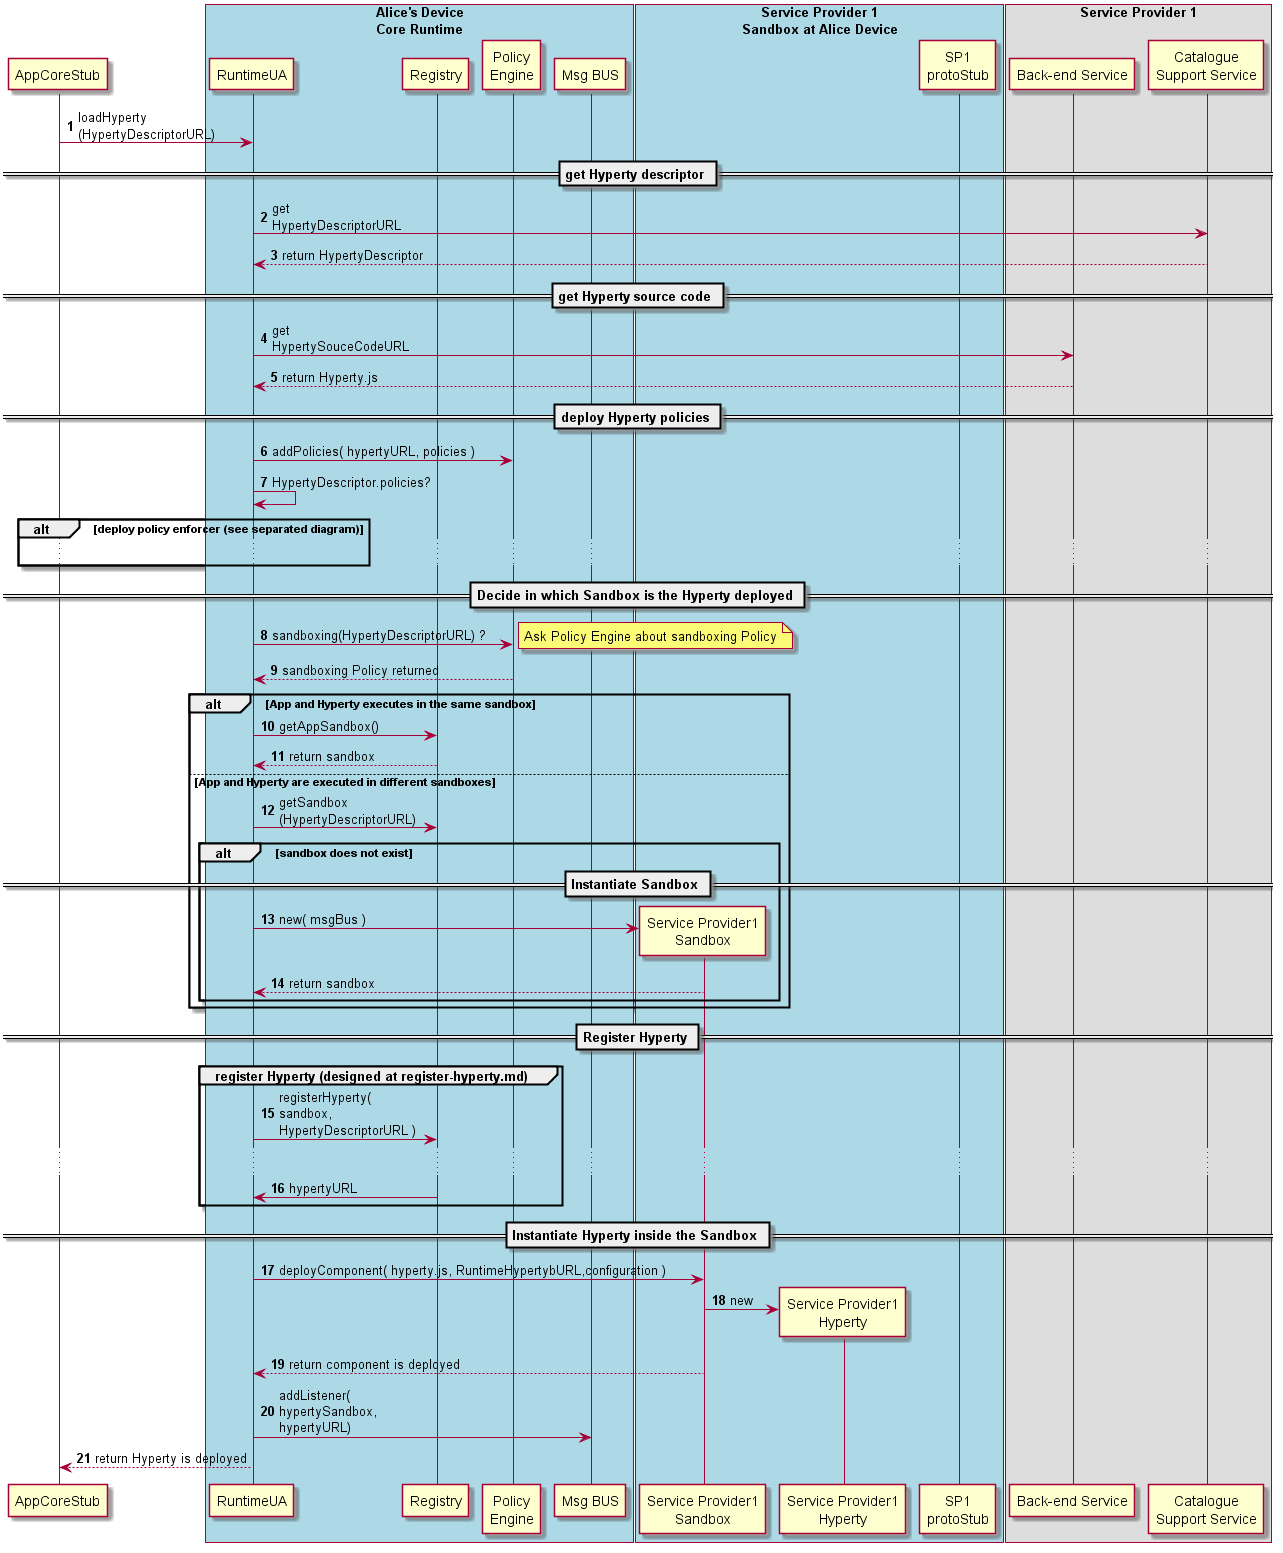 Alice's Device
Core Runtime
Service Provider 1
Sandbox at Alice Device
Service Provider 1
AppCoreStub
RuntimeUA
Registry
Policy
Engine
Msg BUS
SP1
protoStub
Back-end Service
Catalogue
Support Service
1 loadHyperty
(HypertyDescriptorURL)
get Hyperty descriptor
2 get
HypertyDescriptorURL
3 return HypertyDescriptor
get Hyperty source code
4 get
HypertySouceCodeURL
5 return Hyperty.js
deploy Hyperty policies
6 addPolicies( hypertyURL, policies )
7 HypertyDescriptor.policies?
alt [deploy policy enforcer (see separated diagram)]
Decide in which Sandbox is the Hyperty deployed
8 sandboxing(HypertyDescriptorURL) ?
Ask Policy Engine about sandboxing Policy
9 sandboxing Policy returned
alt [App and Hyperty executes in the same sandbox]
10 getAppSandbox()
11 return sandbox
[App and Hyperty are executed in different sandboxes]
12 getSandbox
(HypertyDescriptorURL)
alt [sandbox does not exist]
Instantiate Sandbox
13 new( msgBus )
Service Provider1
Sandbox
14 return sandbox
Register Hyperty
register Hyperty (designed at register-hyperty.md)
15 registerHyperty(
sandbox,
HypertyDescriptorURL )
16 hypertyURL
Instantiate Hyperty inside the Sandbox
17 deployComponent( hyperty.js, RuntimeHypertybURL,configuration )
18 new
Service Provider1
Hyperty
19 return component is deployed
20 addListener(
hypertySandbox,
hypertyURL)
21 return Hyperty is deployed
AppCoreStub
RuntimeUA
Registry
Policy
Engine
Msg BUS
Service Provider1
Sandbox
Service Provider1
Hyperty
SP1
protoStub
Back-end Service
Catalogue
Support Service